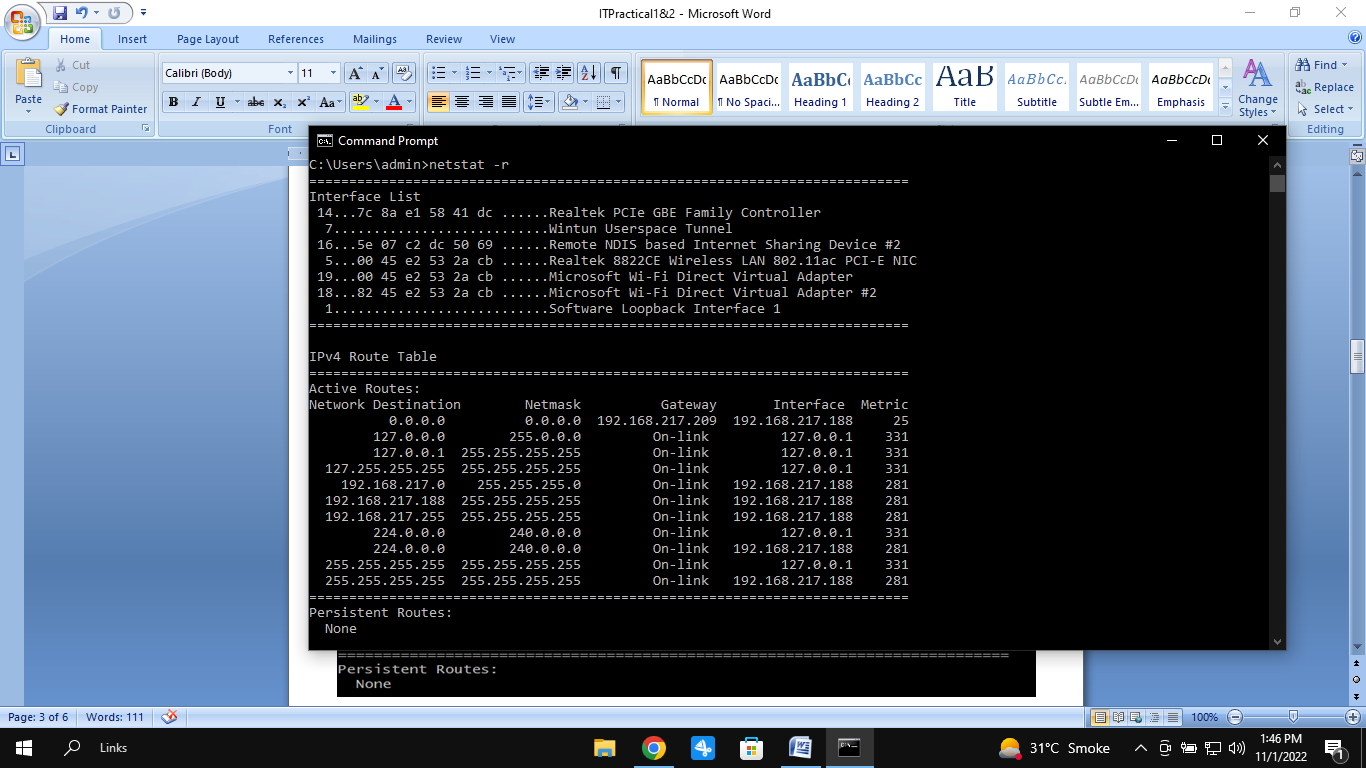 ITPractical1&2 - Microsoft Word
Home Insert Page Layout References Mailings Review View
Paste
Cut
Copy
Format Painter
Clipboard
Calibri (Body) 11
Font
AaBbCcDc AaBbCcDc AaBbC AaBbCc AaB AaBbCc. AaBbCcDc AaBbCcDc
¶ Normal ¶ No Spaci... Heading 1 Heading 2 Title Subtitle Subtle Em... Emphasis
Change Styles
Find
Replace
Select
Editing
Command Prompt
C:\Users\admin>netstat -r
===========================================================================
Interface List
14...7c 8a e1 58 41 dc ......Realtek PCIe GBE Family Controller
7...........................Wintun Userspace Tunnel
16...5e 07 c2 dc 50 69 ......Remote NDIS based Internet Sharing Device #2
5...00 45 e2 53 2a cb ......Realtek 8822CE Wireless LAN 802.11ac PCI-E NIC
19...00 45 e2 53 2a cb ......Microsoft Wi-Fi Direct Virtual Adapter
18...82 45 e2 53 2a cb ......Microsoft Wi-Fi Direct Virtual Adapter #2
1...........................Software Loopback Interface 1
===========================================================================
IPv4 Route Table
===========================================================================
Active Routes:
Network Destination Netmask Gateway Interface Metric
0.0.0.0 0.0.0.0 192.168.217.209 192.168.217.188 25
127.0.0.0 255.0.0.0 On-link 127.0.0.1 331
127.0.0.1 255.255.255.255 On-link 127.0.0.1 331
127.255.255.255 255.255.255.255 On-link 127.0.0.1 331
192.168.217.0 255.255.255.0 On-link 192.168.217.188 281
192.168.217.188 255.255.255.255 On-link 192.168.217.188 281
192.168.217.255 255.255.255.255 On-link 192.168.217.188 281
224.0.0.0 240.0.0.0 On-link 127.0.0.1 331
224.0.0.0 240.0.0.0 On-link 192.168.217.188 281
255.255.255.255 255.255.255.255 On-link 127.0.0.1 331
255.255.255.255 255.255.255.255 On-link 192.168.217.188 281
===========================================================================
Persistent Routes:
None
===========================================================================
Persistent Routes:
None
Page: 3 of 6 Words: 111 100%
Links 31°C Smoke 1:46 PM
11/1/2022